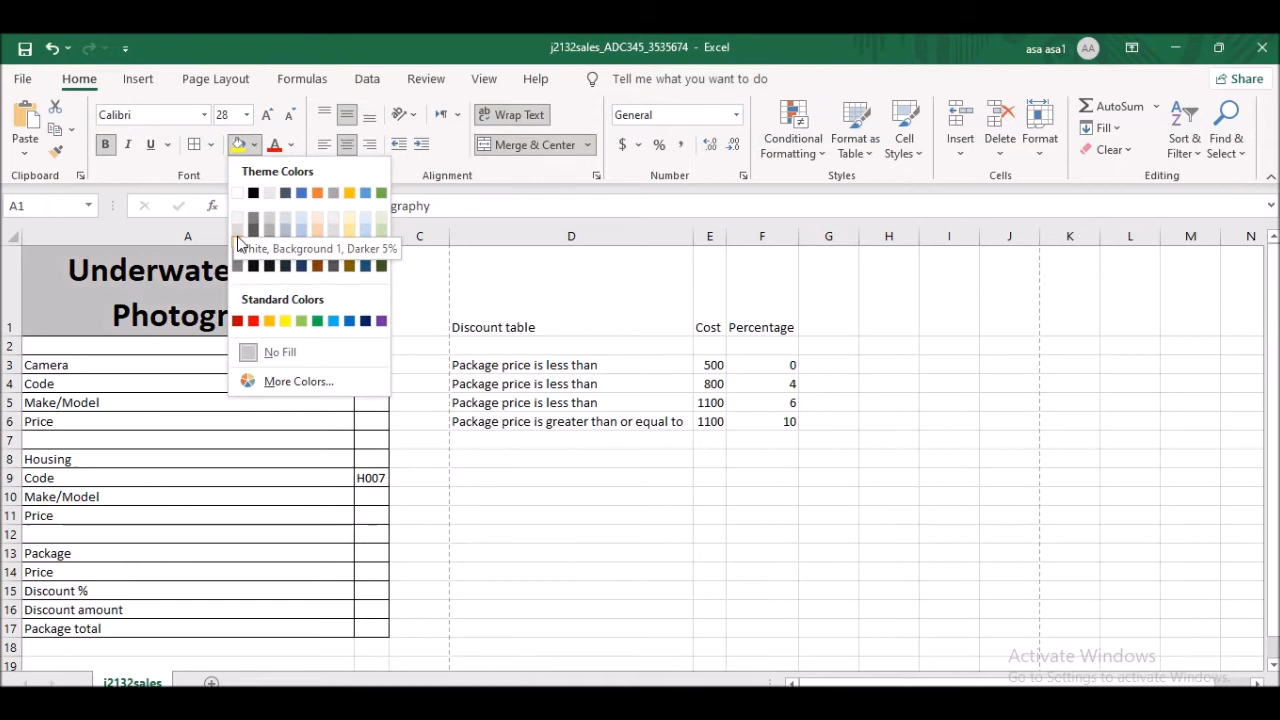 j2132sales_ADC345_3535674 - Excel
asa asa1 AA
File Home Insert Page Layout Formulas Data Review View Help Tell me what you want to do Share
Paste Calibri 28 Wrap Text General Conditional Formatting Format as Table Cell Styles Insert Delete Format AutoSum Fill Clear Sort & Filter Find & Select
B I U A ab Merge & Center $ % ,
Clipboard Font Alignment Number Styles Cells Editing
A1 fx graphy
Theme Colors
White, Background 1, Darker 5%
Standard Colors
No Fill
More Colors...
A C D E F G H I J K L M N
1 Underwate Photogr Discount table Cost Percentage
2
3 Camera Package price is less than 500 0
4 Code Package price is less than 800 4
5 Make/Model Package price is less than 1100 6
6 Price Package price is greater than or equal to 1100 10
7
8 Housing
9 Code H007
10 Make/Model
11 Price
12
13 Package
14 Price
15 Discount %
16 Discount amount
17 Package total
18
19
Activate Windows
Go to Settings to activate Windows.
j2132sales